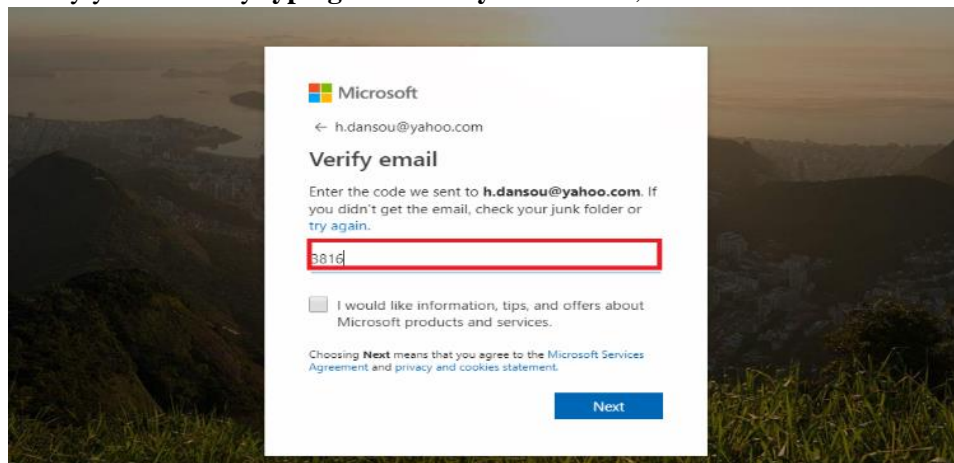 Microsoft
← h.dansou@yahoo.com
Verify email
Enter the code we sent to h.dansou@yahoo.com. If
you didn't get the email, check your junk folder or
try again.
3816
I would like information, tips, and offers about
Microsoft products and services.
Choosing Next means that you agree to the Microsoft Services
Agreement and privacy and cookies statement.
Next